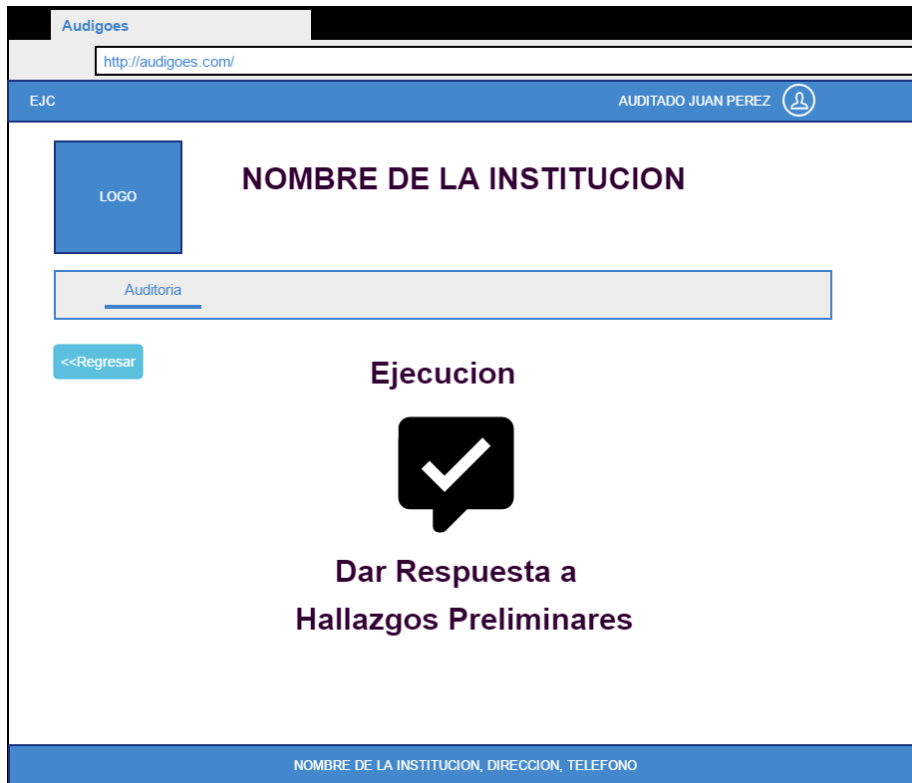 Audigoes
http://audigoes.com/
EJC
AUDITADO JUAN PEREZ
LOGO
NOMBRE DE LA INSTITUCION
Auditoria
<<Regresar
Ejecucion
Dar Respuesta a
Hallazgos Preliminares
NOMBRE DE LA INSTITUCION, DIRECCION, TELEFONO